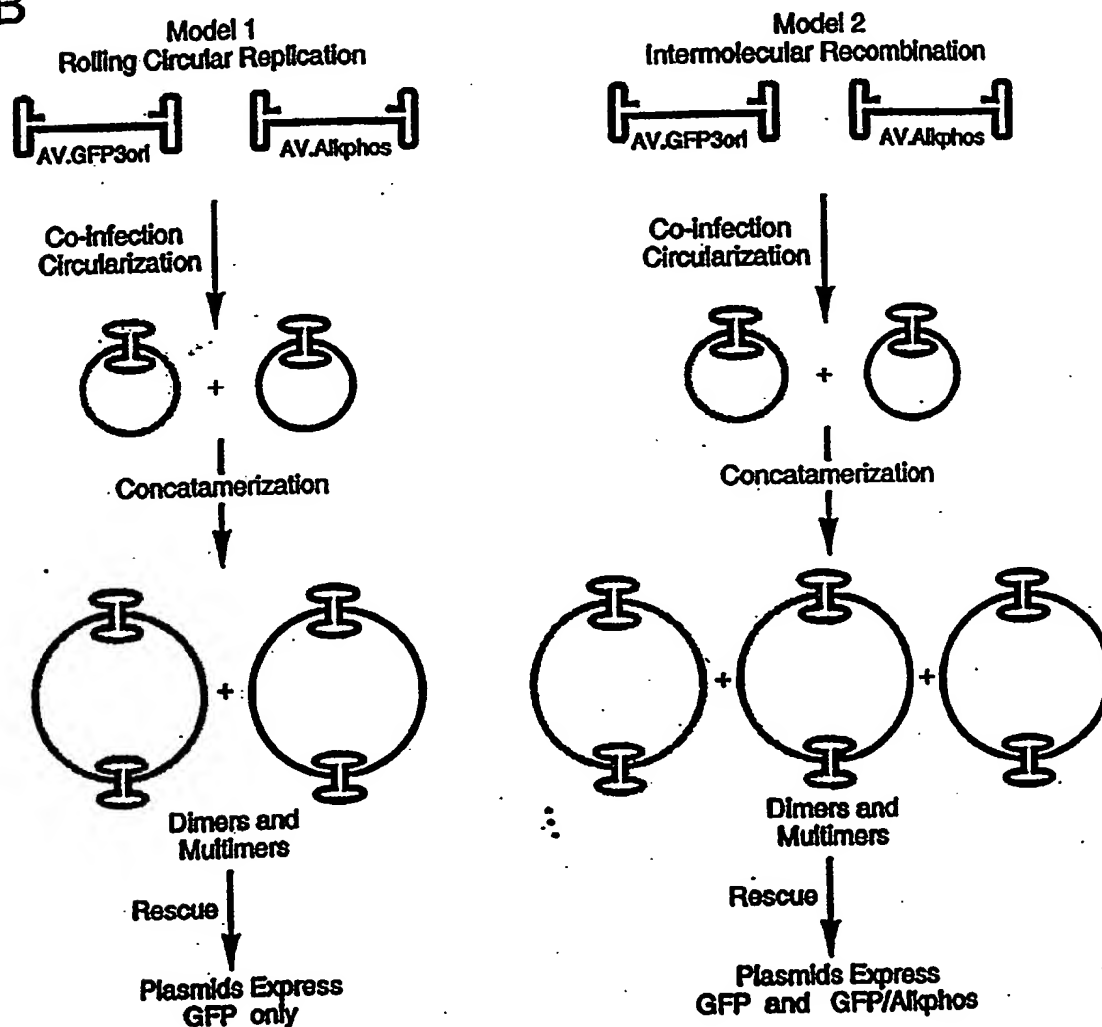 B
Model 1
Rolling Circular Replication
AV.GFP3ori
AV.Alkphos
Co-infection
Circularization
+
Concatamerization
+
Dimers and
Multimers
Rescue
Plasmids Express
GFP only
Model 2
Intermolecular Recombination
AV.GFP3ori
AV.Alkphos
Co-infection
Circularization
+
Concatamerization
+
+
Dimers and
Multimers
Rescue
Plasmids Express
GFP and GFP/Alkphos